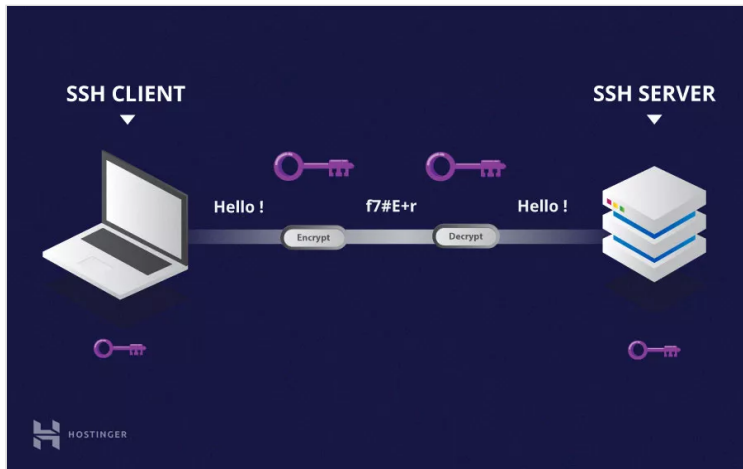 SSH CLIENT
SSH SERVER
Hello !
f7#E+r
Hello !
Encrypt
Decrypt
HOSTINGER